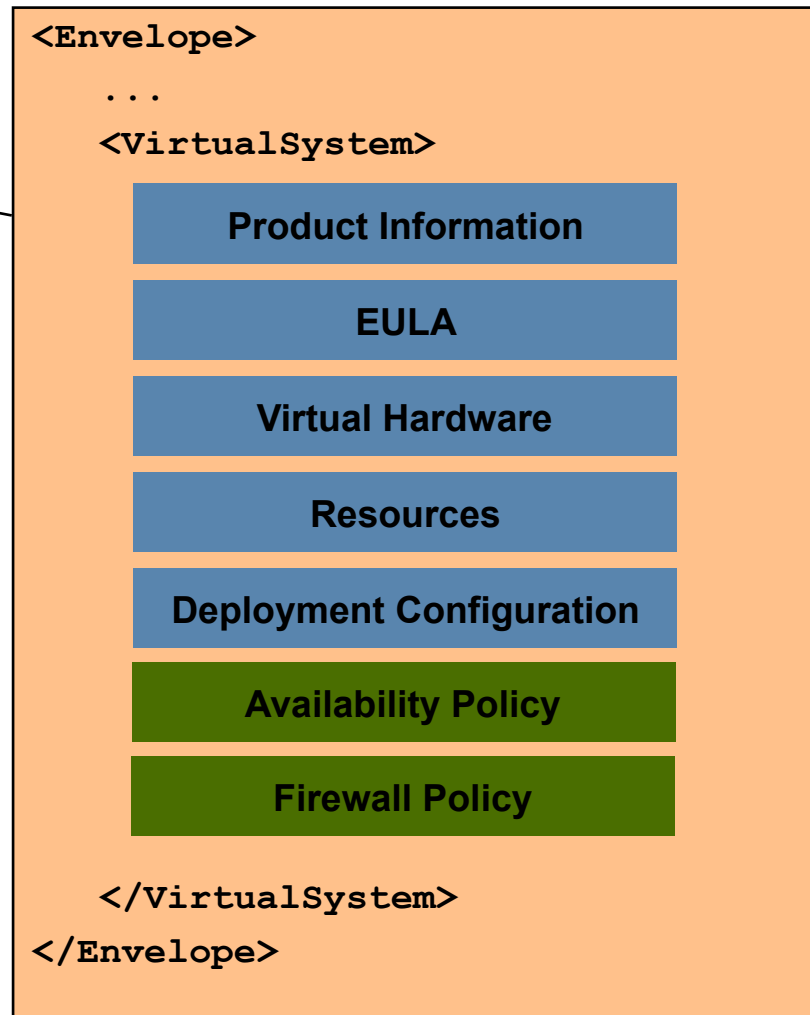 <Envelope>
...
<VirtualSystem>
Product Information
EULA
Virtual Hardware
Resources
Deployment Configuration
Availability Policy
Firewall Policy
</VirtualSystem>
</Envelope>